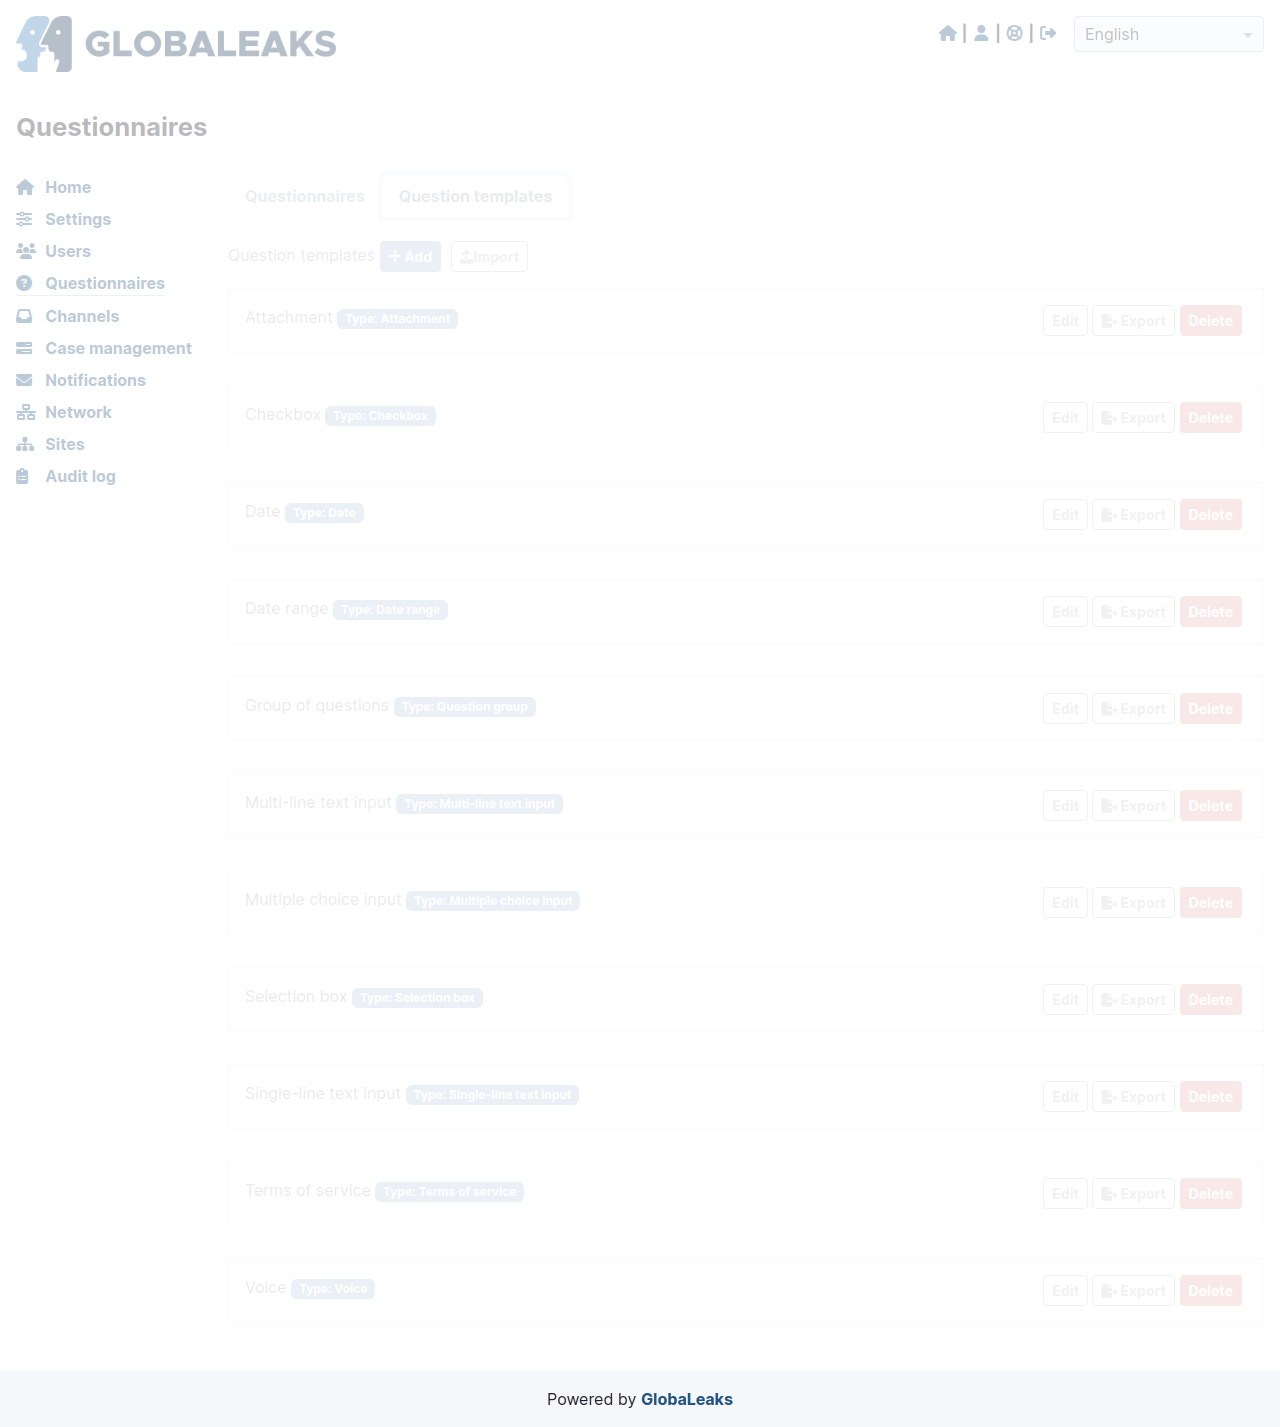 GLOBALEAKS
| | |
English
Questionnaires
Home
Settings
Users
Questionnaires
Channels
Case management
Notifications
Network
Sites
Audit log
Questionnaires Question templates
Question templates + Add Import
Attachment Type: Attachment Edit Export Delete
Checkbox Type: Checkbox Edit Export Delete
Date Type: Date Edit Export Delete
Date range Type: Date range Edit Export Delete
Group of questions Type: Question group Edit Export Delete
Multi-line text input Type: Multi-line text input Edit Export Delete
Multiple choice input Type: Multiple choice input Edit Export Delete
Selection box Type: Selection box Edit Export Delete
Single-line text input Type: Single-line text input Edit Export Delete
Terms of service Type: Terms of service Edit Export Delete
Voice Type: Voice Edit Export Delete
Powered by GlobaLeaks